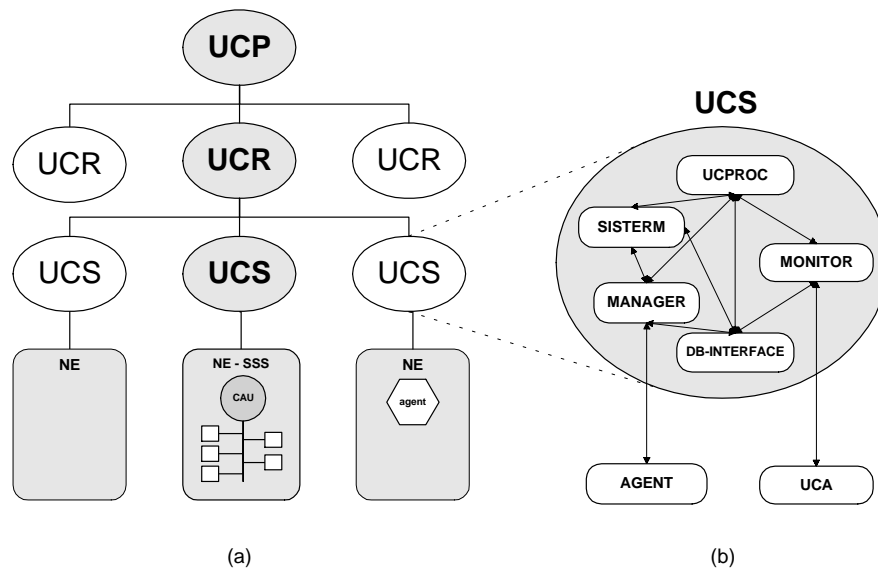 UCP
UCR
UCR
UCR
UCS
UCS
UCS
NE
NE - SSS
CAU
NE
agent
(a)
UCS
UCPROC
SISTERM
MONITOR
MANAGER
DB-INTERFACE
AGENT
UCA
(b)